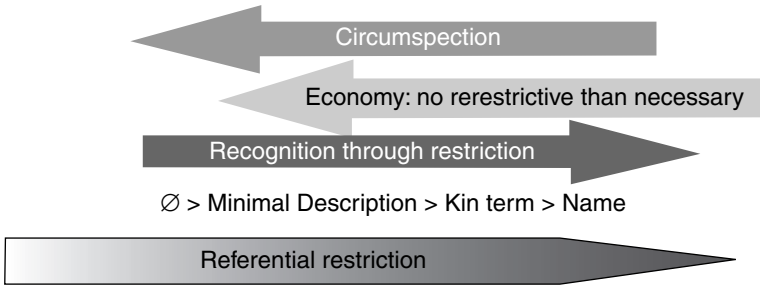 Circumspection
Economy: no rerestrictive than necessary
Recognition through restriction
∅ > Minimal Description > Kin term > Name
Referential restriction